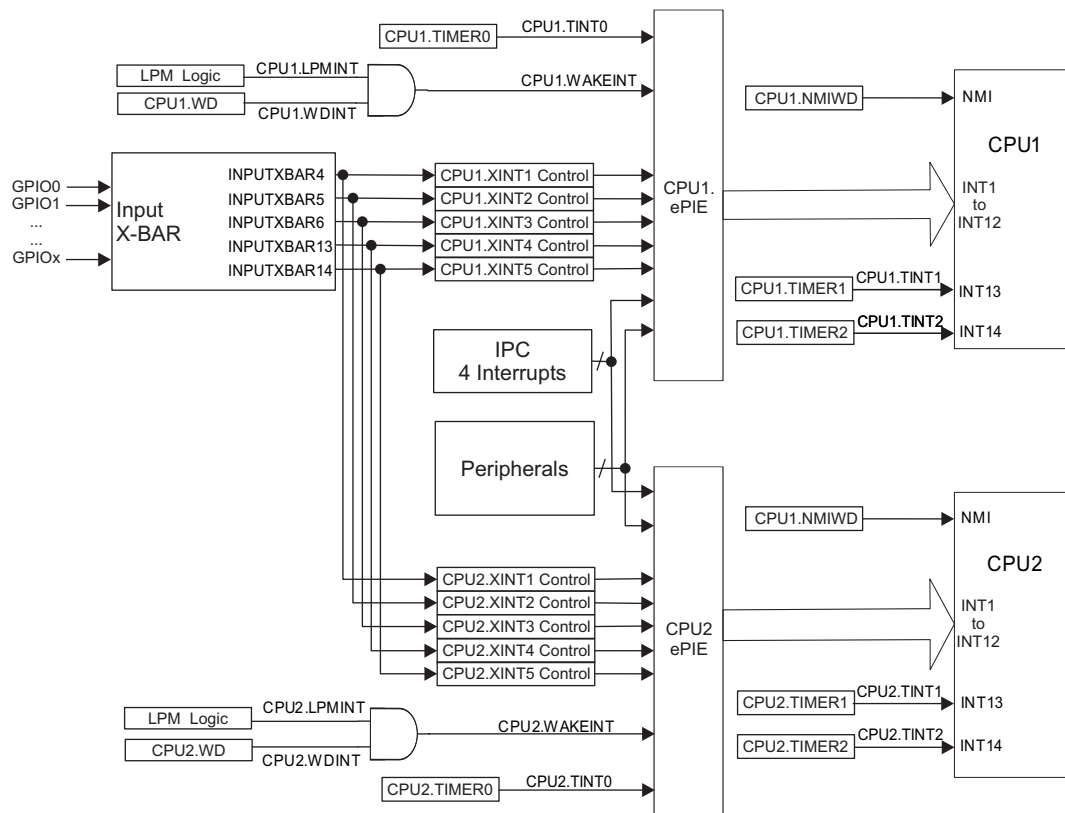 CPU1.TIMER0
CPU1.TINT0
LPM Logic
CPU1.LPMINT
CPU1.WD
CPU1.WDINT
CPU1.WAKEINT
CPU1.NMIWD
NMI
CPU1
GPIO0
GPIO1
...
...
GPIOx
Input
X-BAR
INPUTXBAR4
INPUTXBAR5
INPUTXBAR6
INPUTXBAR13
INPUTXBAR14
CPU1.XINT1 Control
CPU1.XINT2 Control
CPU1.XINT3 Control
CPU1.XINT4 Control
CPU1.XINT5 Control
CPU1.
ePIE
INT1
to
INT12
CPU1.TIMER1
CPU1.TINT1
INT13
CPU1.TIMER2
CPU1.TINT2
INT14
IPC
4 Interrupts
Peripherals
CPU1.NMIWD
NMI
CPU2
CPU2.XINT1 Control
CPU2.XINT2 Control
CPU2.XINT3 Control
CPU2.XINT4 Control
CPU2.XINT5 Control
CPU2
ePIE
INT1
to
INT12
CPU2.TIMER1
CPU2.TINT1
INT13
CPU2.TIMER2
CPU2.TINT2
INT14
LPM Logic
CPU2.LPMINT
CPU2.WD
CPU2.WDINT
CPU2.WAKEINT
CPU2.TIMER0
CPU2.TINT0